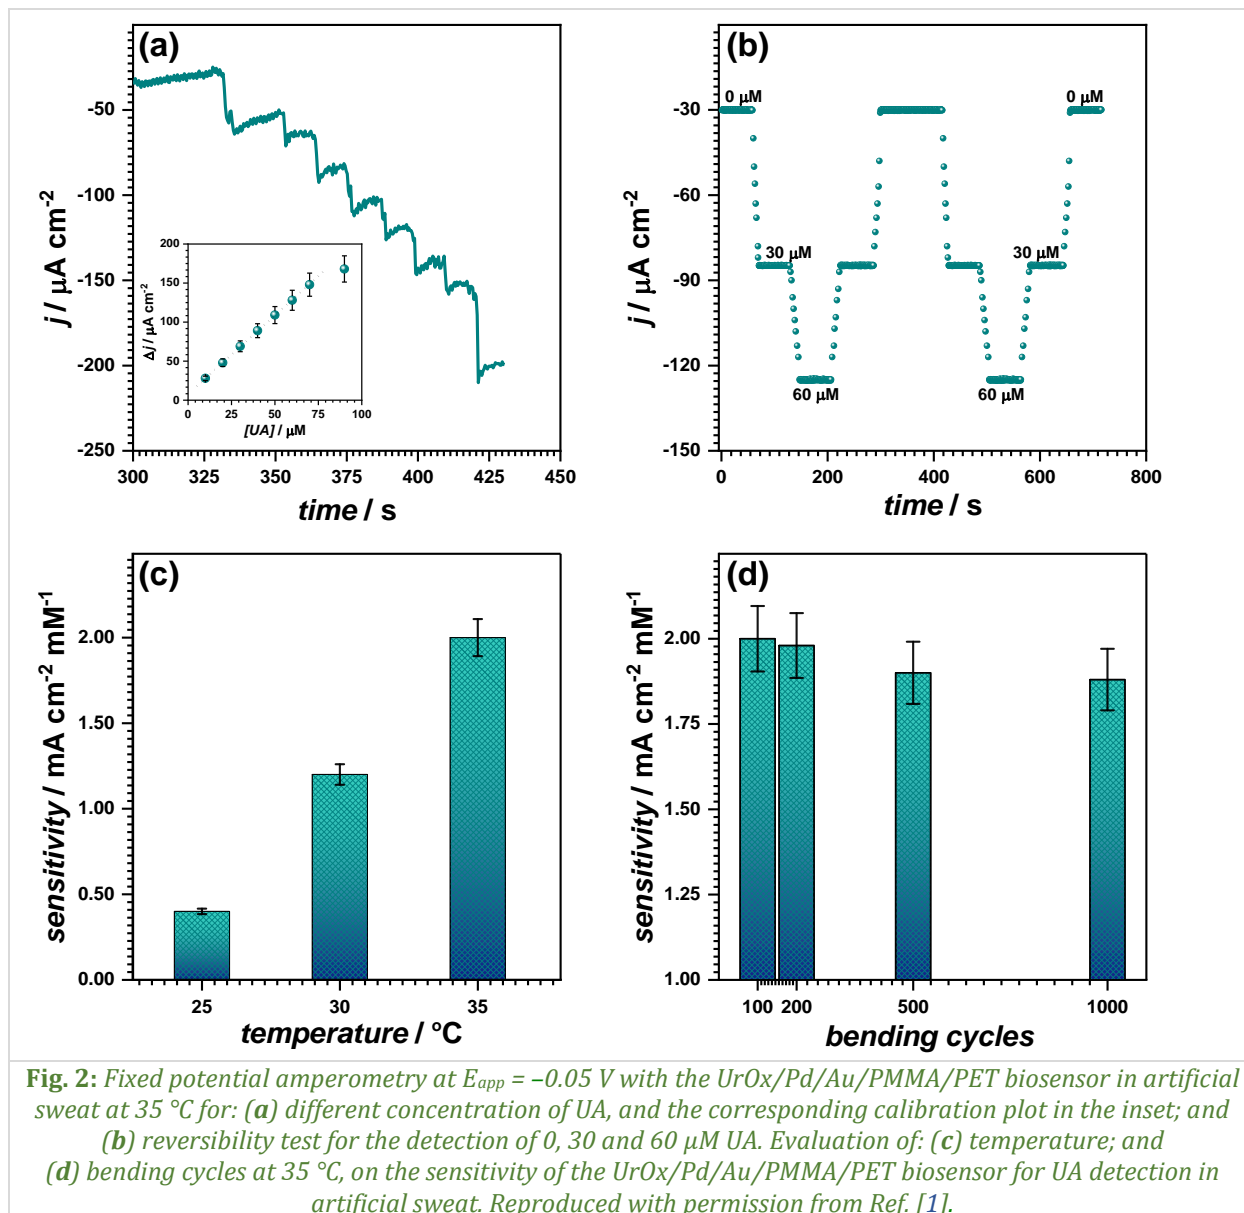 (a)
-50
-100
-150
-200
-250
300 325 350 375 400 425 450
j / µA cm-2
time / s
200
150
100
50
0
0 25 50 75 100
Δj / µA cm-2
[UA] / µM
(b)
0 µM
0 µM
30 µM
30 µM
60 µM
60 µM
-30
-60
-90
-120
-150
0 200 400 600 800
j / µA cm-2
time / s
(c)
2.00
1.50
1.00
0.50
0.00
25 30 35
sensitivity / mA cm-2 mM-1
temperature / °C
(d)
2.00
1.75
1.50
1.25
1.00
100 200 500 1000
sensitivity / mA cm-2 mM-1
bending cycles
Fig. 2: Fixed potential amperometry at Eapp = –0.05 V with the UrOx/Pd/Au/PMMA/PET biosensor in artificial
sweat at 35 °C for: (a) different concentration of UA, and the corresponding calibration plot in the inset; and
(b) reversibility test for the detection of 0, 30 and 60 µM UA. Evaluation of: (c) temperature; and
(d) bending cycles at 35 °C, on the sensitivity of the UrOx/Pd/Au/PMMA/PET biosensor for UA detection in
artificial sweat. Reproduced with permission from Ref. [1].